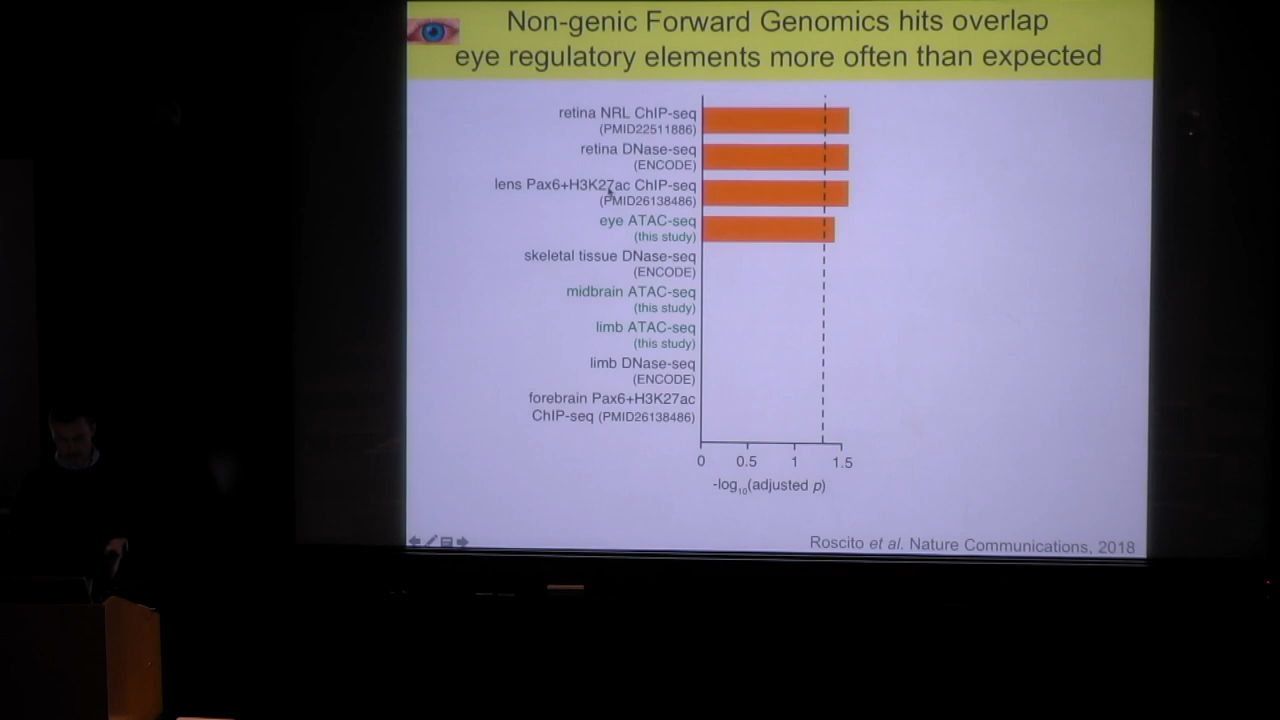 Non-genic Forward Genomics hits overlap
eye regulatory elements more often than expected
retina NRL ChIP-seq
(PMID22511886)
retina DNase-seq
(ENCODE)
lens Pax6+H3K27ac ChIP-seq
(PMID26138486)
eye ATAC-seq
(this study)
skeletal tissue DNase-seq
(ENCODE)
midbrain ATAC-seq
(this study)
limb ATAC-seq
(this study)
limb DNase-seq
(ENCODE)
forebrain Pax6+H3K27ac
ChIP-seq (PMID26138486)
0 0.5 1 1.5
-log10(adjusted p)
Roscito et al. Nature Communications, 2018